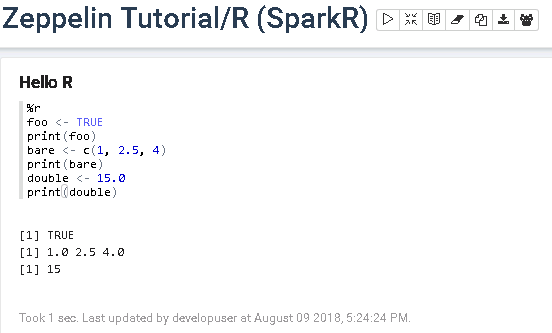 Zeppelin Tutorial/R (SparkR)
Hello R
%r
foo <- TRUE
print(foo)
bare <- c(1, 2.5, 4)
print(bare)
double <- 15.0
print(double)
[1] TRUE
[1] 1.0 2.5 4.0
[1] 15
Took 1 sec. Last updated by developuser at August 09 2018, 5:24:24 PM.